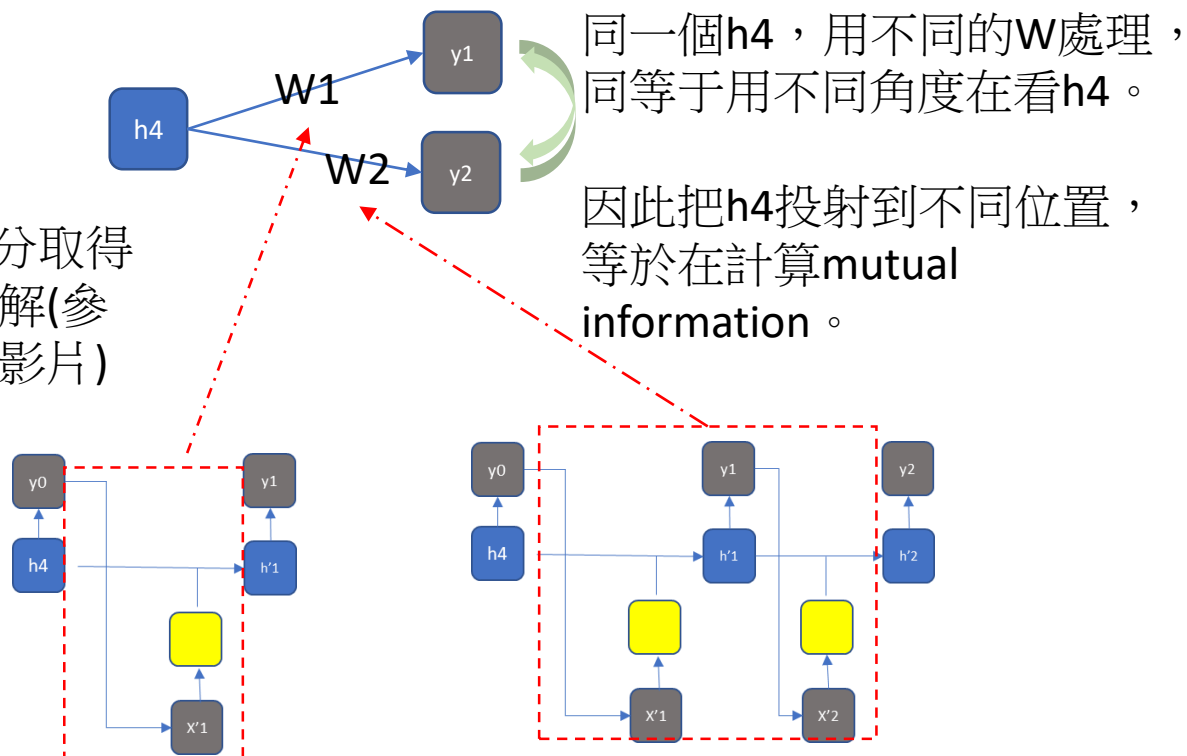 同一個h4，用不同的W處理，
同等于用不同角度在看h4。
y1
W1
h4
W2
y2
因此把h4投射到不同位置，
等於在計算mutual
information。
分取得
解(參
影片)
y0
y1
h4
h'1
X'1
y0
y1
y2
h4
h'1
h'2
X'1
X'2